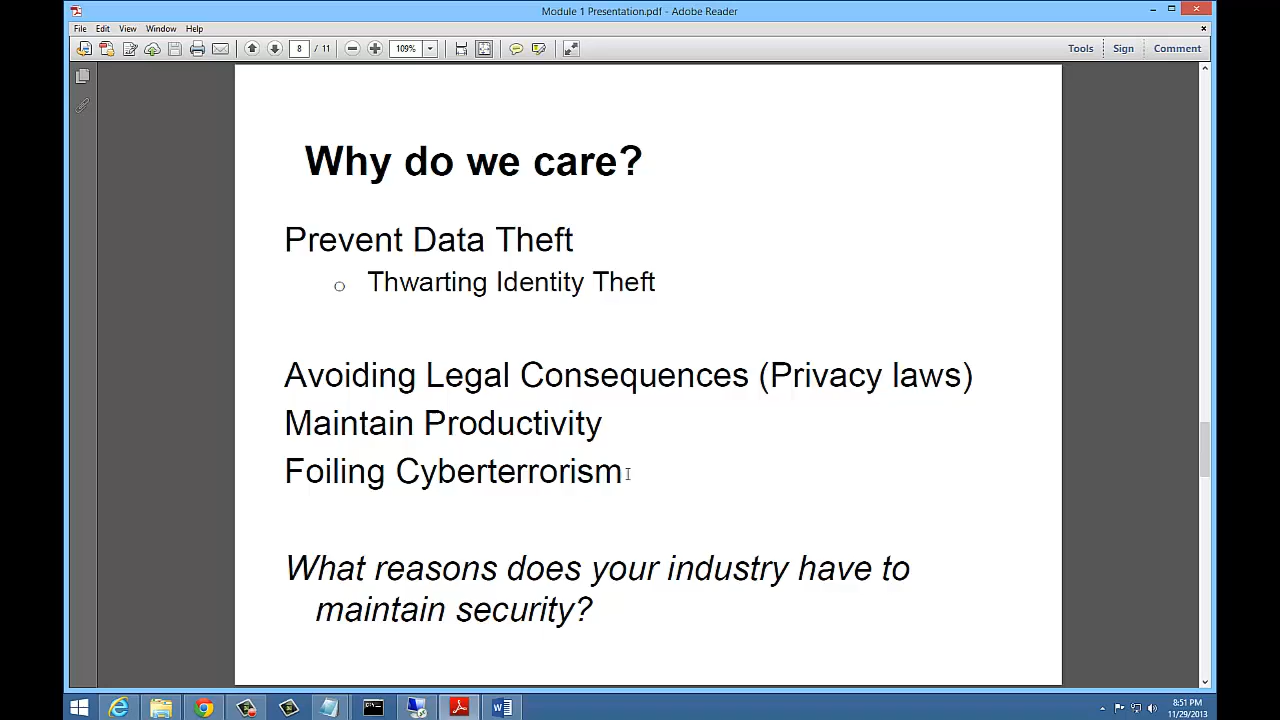 Module 1 Presentation.pdf - Adobe Reader
File Edit View Window Help
8 / 11 109% Tools Sign Comment
Why do we care?
Prevent Data Theft
Thwarting Identity Theft
Avoiding Legal Consequences (Privacy laws)
Maintain Productivity
Foiling Cyberterrorism
What reasons does your industry have to
maintain security?
8:51 PM
11/29/2013